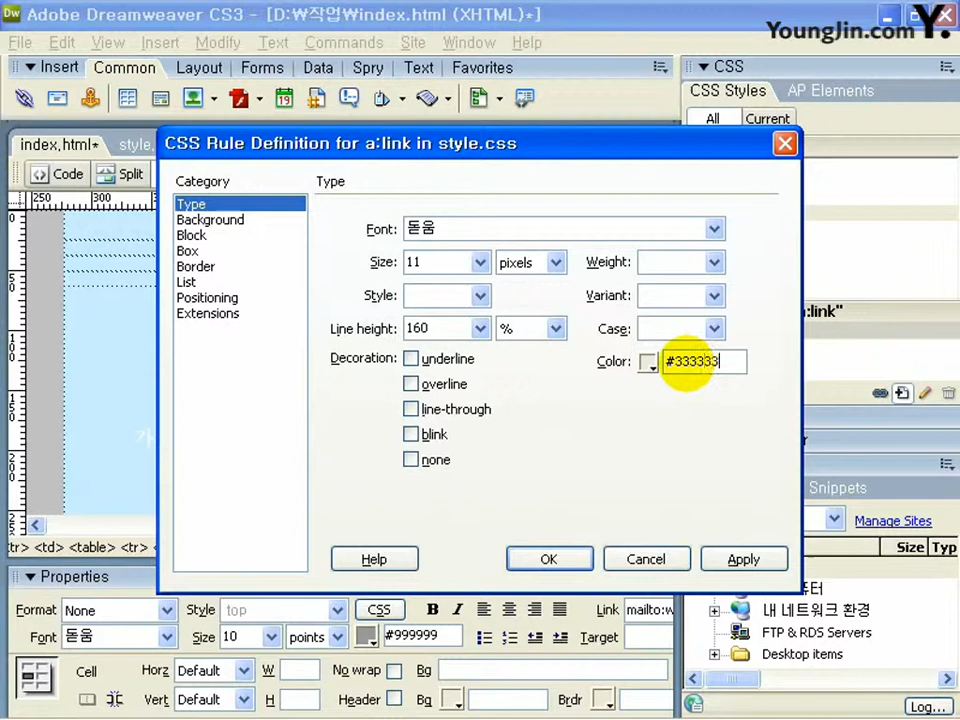 Adobe Dreamweaver CS3 - [D:₩작업₩index.html (XHTML)*]
YoungJin.com Y.
File Edit View Insert Modify Text Commands Site Window Help
Insert Common Layout Forms Data Spry Text Favorites
CSS
CSS Styles AP Elements
All Current
index.html* style.
Code Split
250 300
CSS Rule Definition for a:link in style.css
Category
Type
Background
Block
Box
Border
List
Positioning
Extensions
Type
Font: 돋움
Size: 11 pixels Weight:
Style: Variant:
Line height: 160 % Case:
Decoration: underline Color: #333333
overline
line-through
blink
none
Help OK Cancel Apply
:link"
Snippets
Manage Sites
Size Typ
tr> <td> <table> <tr> <t
Properties
Format None Style top CSS B I Link mailto:w
Font 돋움 Size 10 points #999999 Target
Cell Horz Default W No wrap Bg
Vert Default H Header Bg Brdr
퓨터
내 네트워크 환경
FTP & RDS Servers
Desktop items
Log...